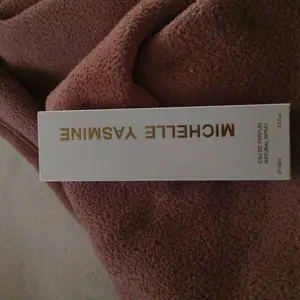 MICHELLE YASMINE
EAU DE PARFUM
NATURAL SPRAY